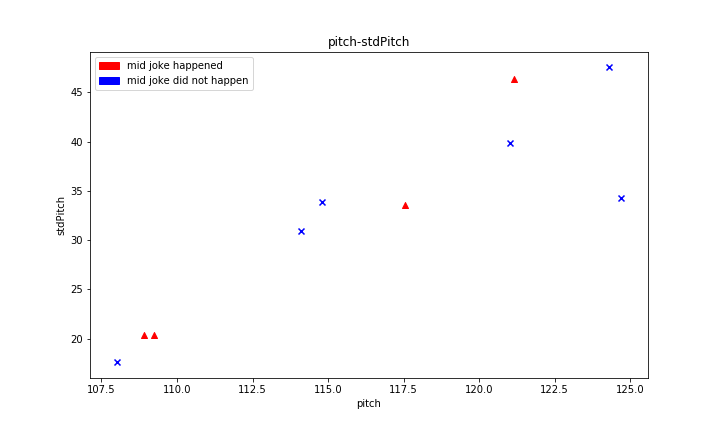 pitch-stdPitch
mid joke happened
mid joke did not happen
45
40
35
30
25
20
stdPitch
107.5 110.0 112.5 115.0 117.5 120.0 122.5 125.0
pitch